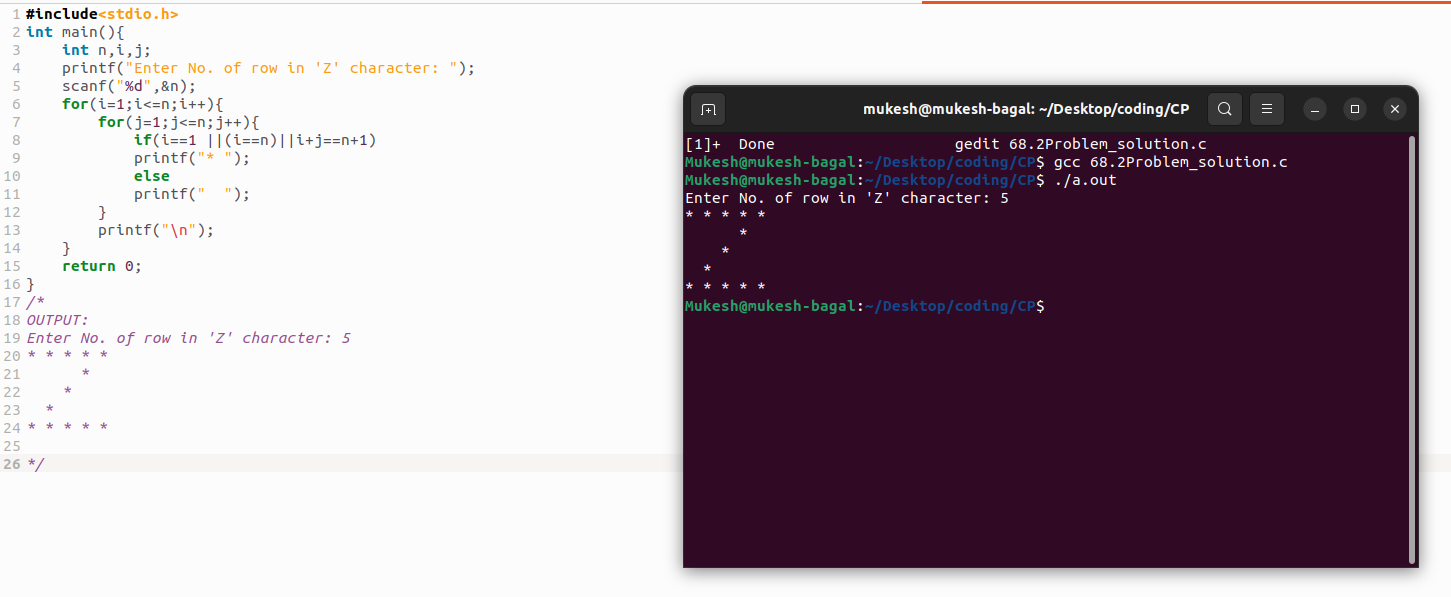 1 #include<stdio.h>
2 int main(){
3     int n,i,j;
4     printf("Enter No. of row in 'Z' character: ");
5     scanf("%d",&n);
6     for(i=1;i<=n;i++){
7         for(j=1;j<=n;j++){
8             if(i==1 ||(i==n)||i+j==n+1)
9             printf("* ");
10             else
11             printf("  ");
12         }
13         printf("\n");
14     }
15     return 0;
16 }
17 /*
18 OUTPUT:
19 Enter No. of row in 'Z' character: 5
20 * * * * *
21       *
22     *
23   *
24 * * * * *
25
26 */
mukesh@mukesh-bagal: ~/Desktop/coding/CP
[1]+  Done                    gedit 68.2Problem_solution.c
Mukesh@mukesh-bagal:~/Desktop/coding/CP$ gcc 68.2Problem_solution.c
Mukesh@mukesh-bagal:~/Desktop/coding/CP$ ./a.out
Enter No. of row in 'Z' character: 5
* * * * *
      *
    *
  *
* * * * *
Mukesh@mukesh-bagal:~/Desktop/coding/CP$